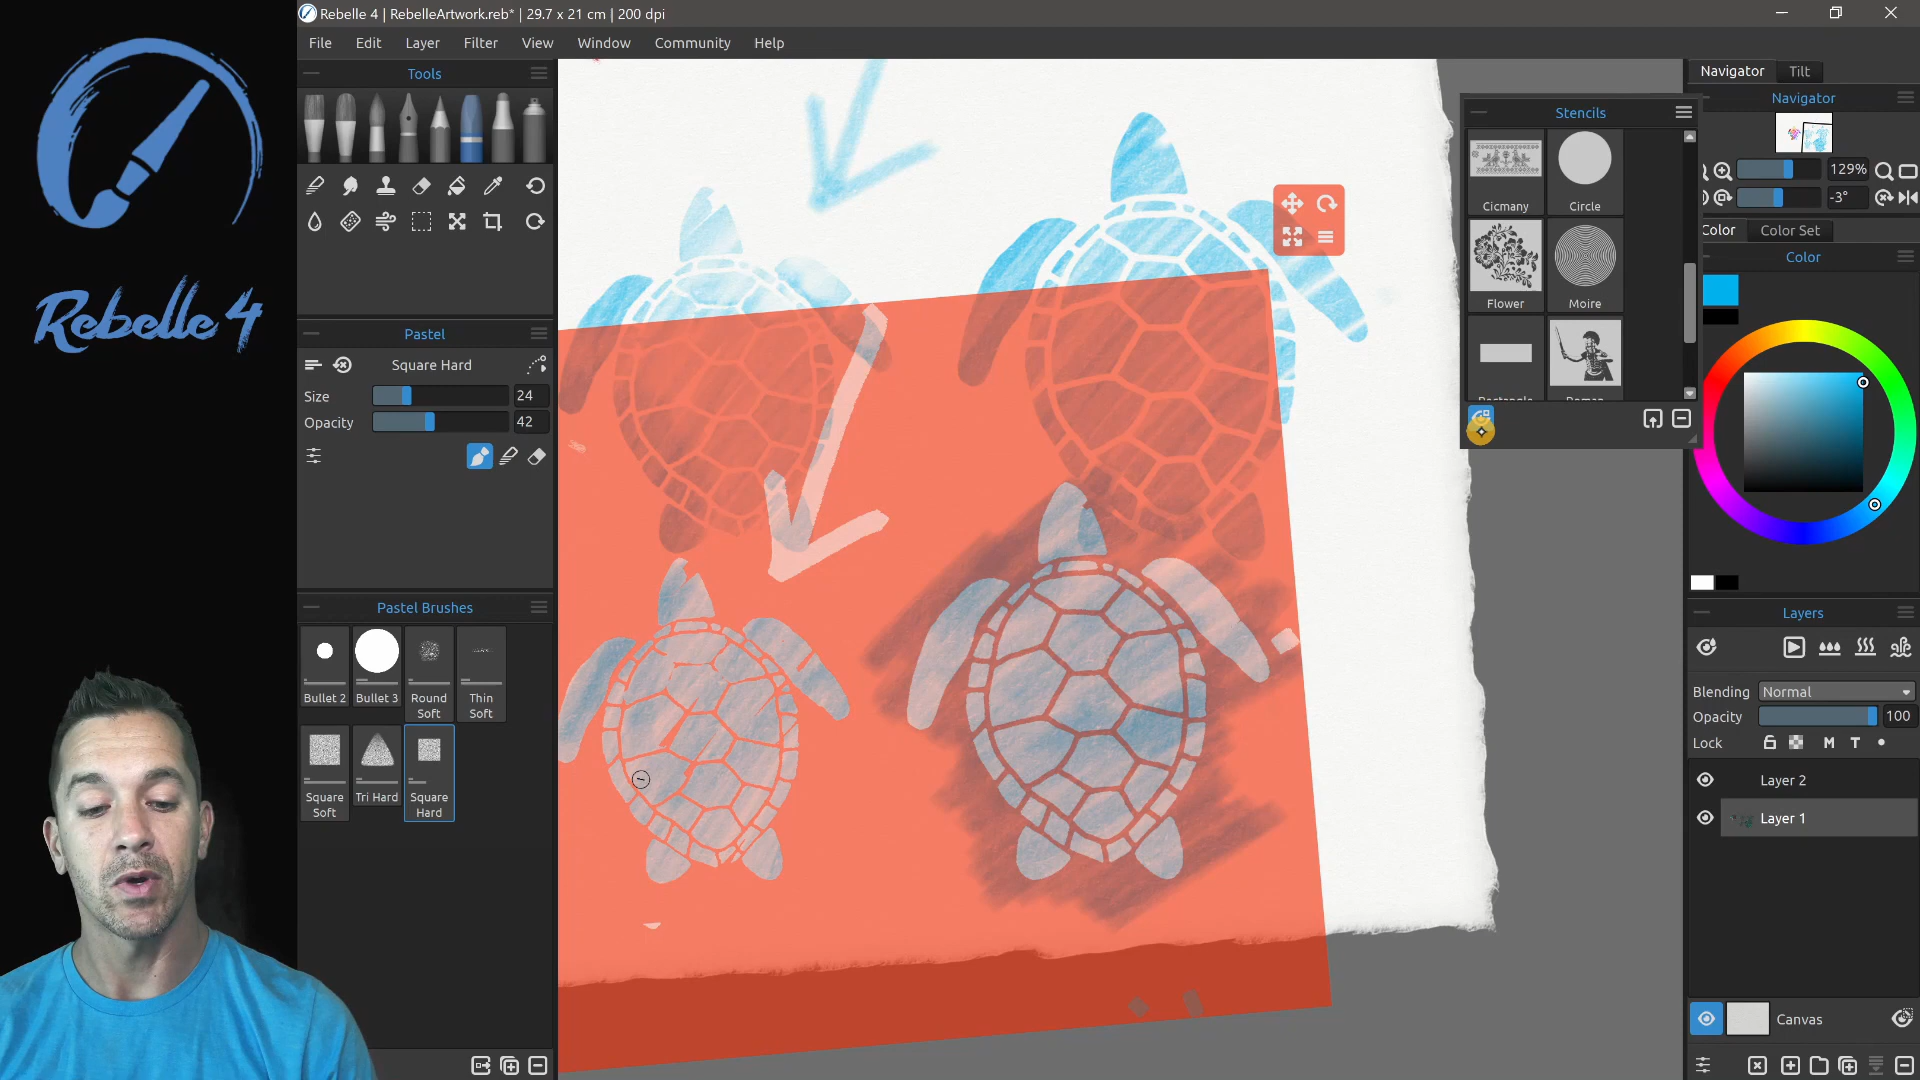 Rebelle 4 | RebelleArtwork.reb* | 29.7 x 21 cm | 200 dpi
File Edit Layer Filter View Window Community Help
Tools
Rebelle 4
Pastel
Square Hard
Size 24
Opacity 42
Pastel Brushes
Bullet 2 Bullet 3 Round Soft Thin Soft
Square Soft Tri Hard Square Hard
Stencils
Cicmany Circle
Flower Moire
Rectangle Roman
Navigator Tilt
Navigator
129%
-3°
Color Color Set
Color
Layers
Blending Normal
Opacity 100
Lock M T
Layer 2
Layer 1
Canvas